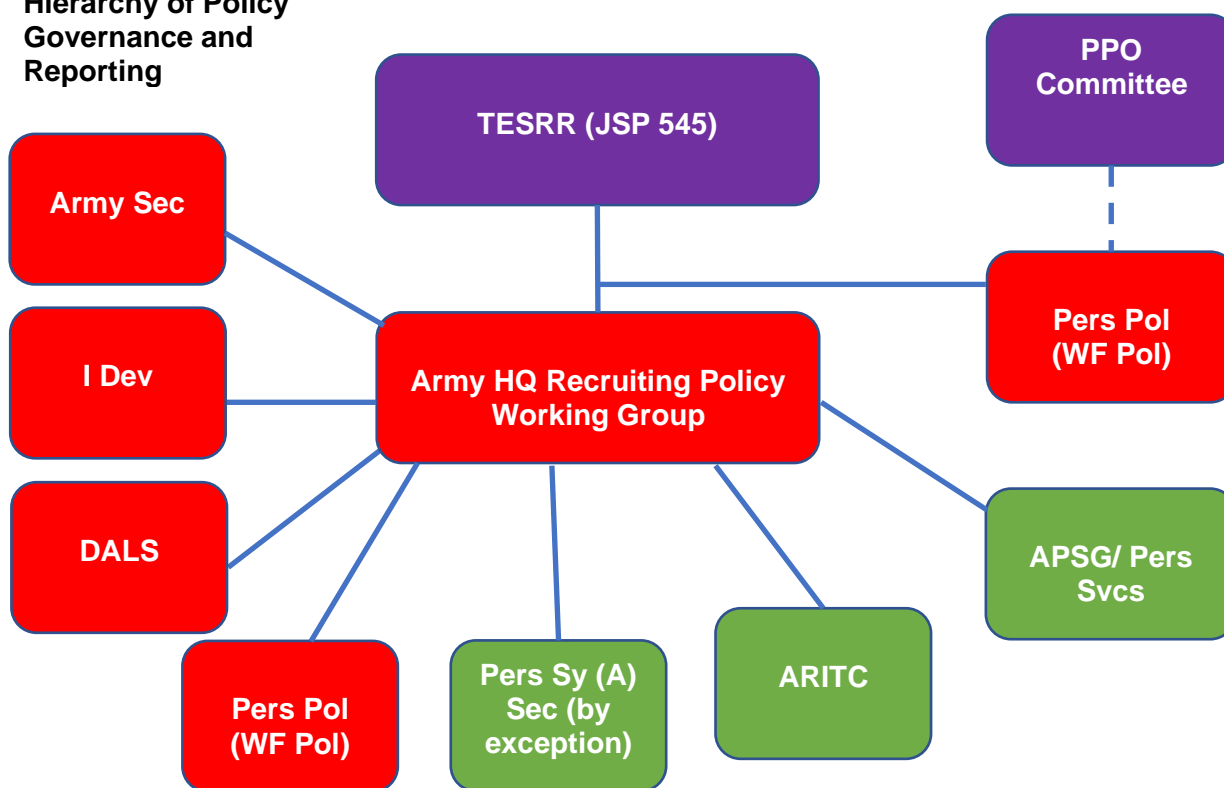 Hierarchy of Policy
Governance and
Reporting
TESRR (JSP 545)
PPO
Committee
Army Sec
Pers Pol
(WF Pol)
I Dev
Army HQ Recruiting Policy
Working Group
DALS
APSG/ Pers
Svcs
Pers Pol
(WF Pol)
Pers Sy (A)
Sec (by
exception)
ARITC